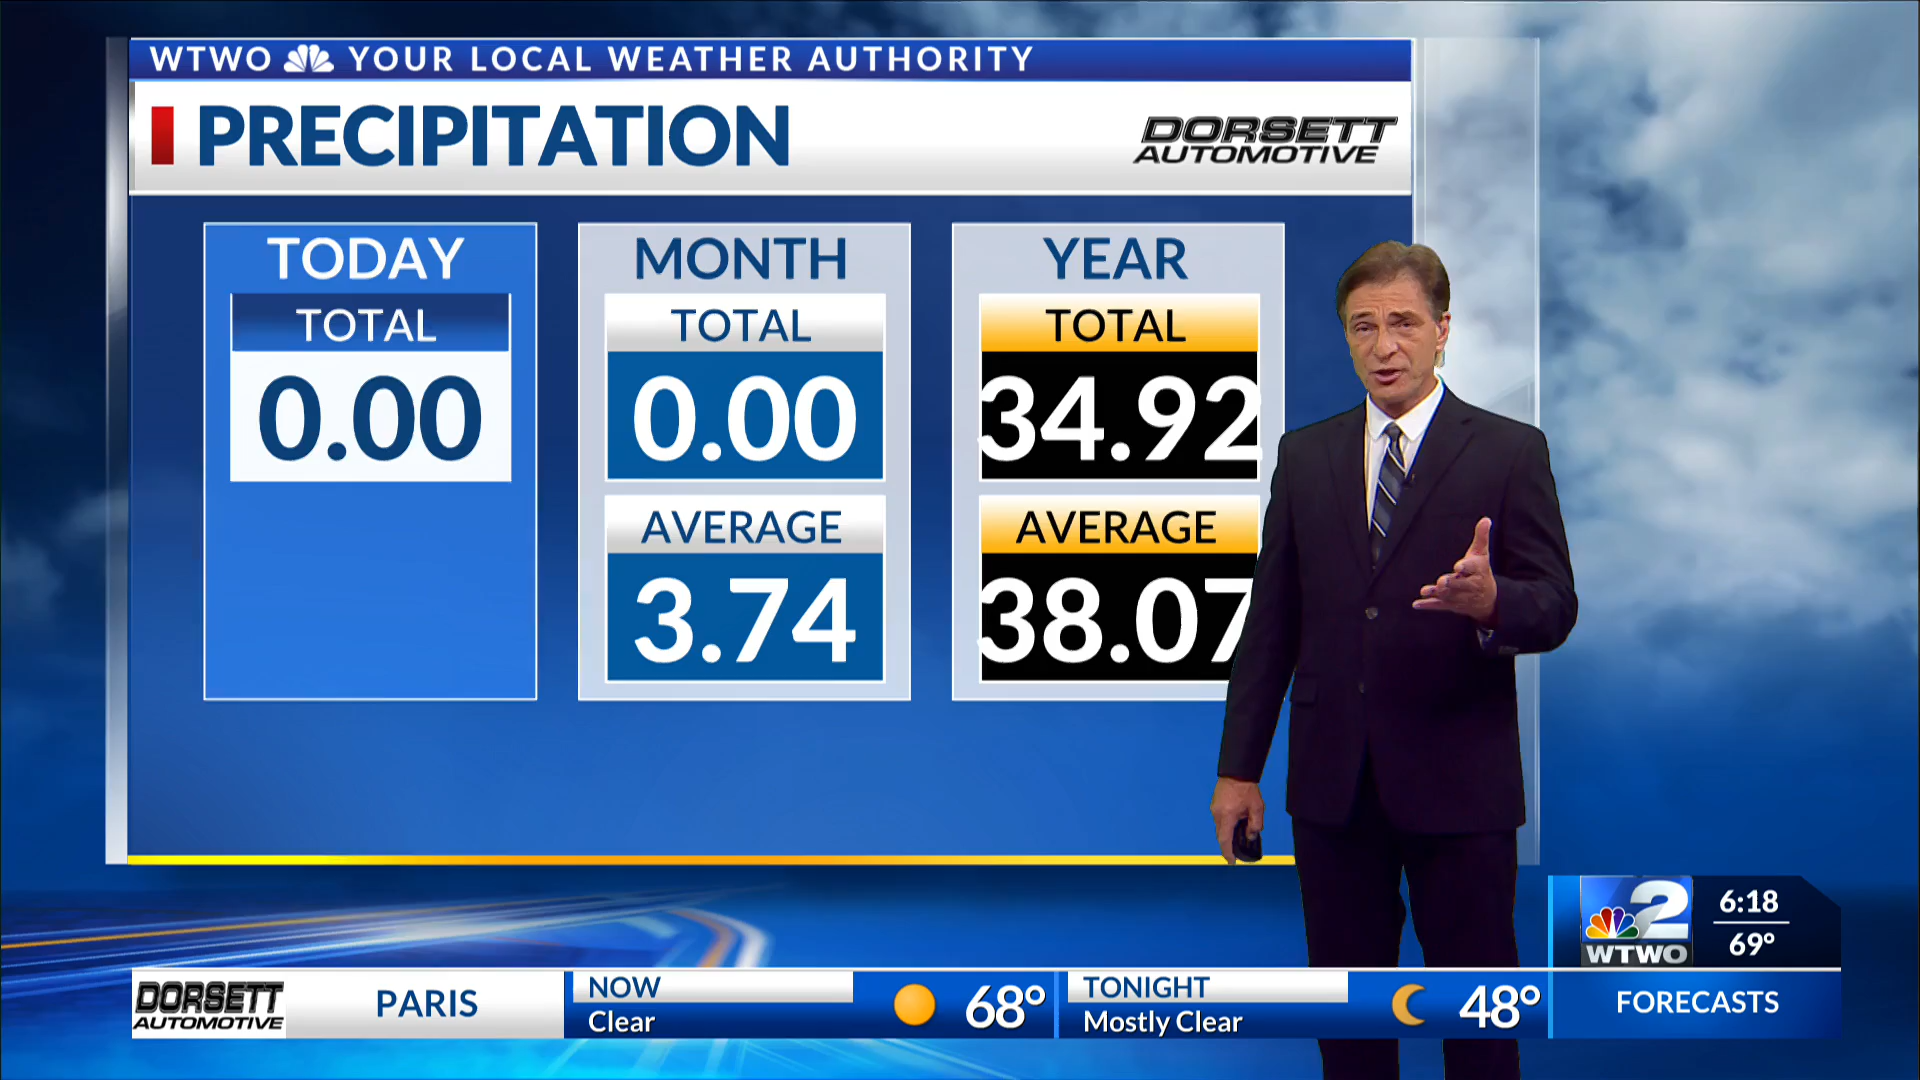 WTWO YOUR LOCAL WEATHER AUTHORITY
PRECIPITATION
DORSETT
AUTOMOTIVE
TODAY
TOTAL
0.00
MONTH
TOTAL
0.00
AVERAGE
3.74
YEAR
TOTAL
34.92
AVERAGE
38.07
2
WTWO
6:18
69°
DORSETT
AUTOMOTIVE
PARIS
NOW
Clear
68°
TONIGHT
Mostly Clear
48°
FORECASTS